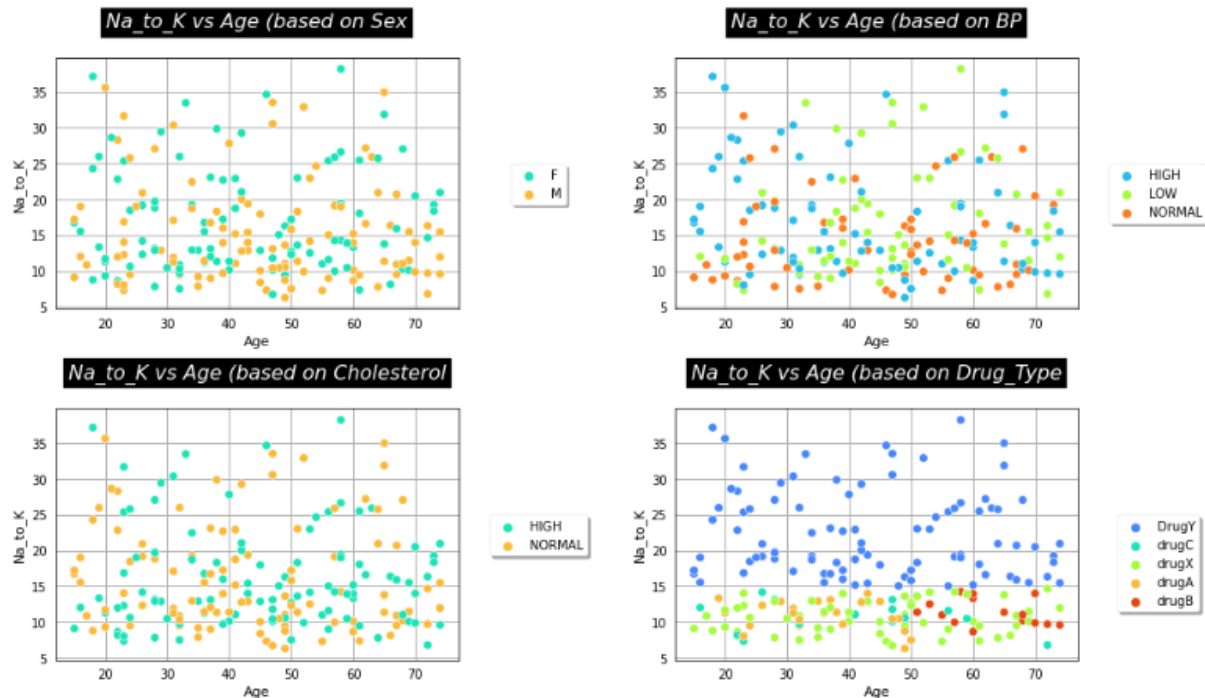 Na_to_K vs Age (based on Sex
Na_to_K
35
30
25
20
15
10
5
20
30
40
50
60
70
Age
F
M
Na_to_K vs Age (based on BP
Na_to_K
35
30
25
20
15
10
5
20
30
40
50
60
70
Age
HIGH
LOW
NORMAL
Na_to_K vs Age (based on Cholesterol
Na_to_K
35
30
25
20
15
10
5
20
30
40
50
60
70
Age
HIGH
NORMAL
Na_to_K vs Age (based on Drug_Type
Na_to_K
35
30
25
20
15
10
5
20
30
40
50
60
70
Age
DrugY
drugC
drugX
drugA
drugB